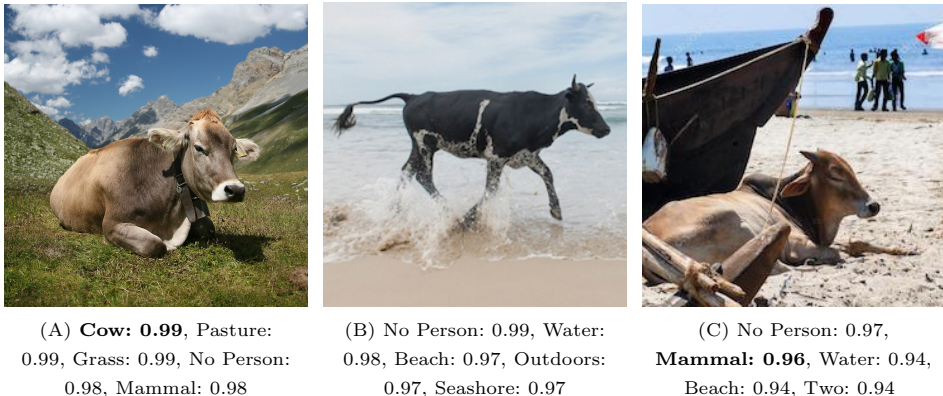 (A) Cow: 0.99, Pasture:
0.99, Grass: 0.99, No Person:
0.98, Mammal: 0.98
(B) No Person: 0.99, Water:
0.98, Beach: 0.97, Outdoors:
0.97, Seashore: 0.97
(C) No Person: 0.97,
Mammal: 0.96, Water: 0.94,
Beach: 0.94, Two: 0.94